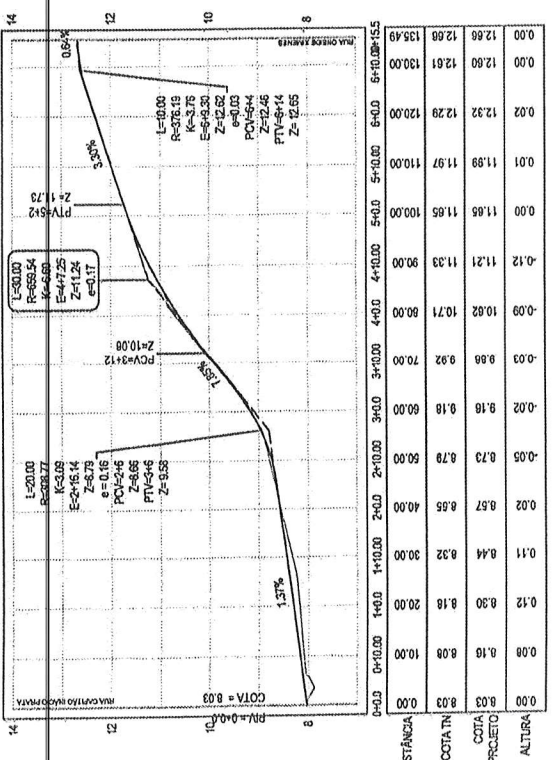 14
12
10
8
14
12
10
8
RUA CAPITÃO INÁCIO PRATA
PIV = 0+0.0
COTA = 8.03
1.37%
L=20.00
R=308.77
K=3.09
E=2+16.14
Z=8.79
e = 0.16
PCV=2+6
Z=8.66
PTV=3+6
Z=9.58
7.85%
PCV=3+12
Z=10.08
L=30.00
R=659.54
K=-6.60
E=4+7.25
Z=11.24
e=0.17
PTV=5+2
Z= 11.73
3.30%
L=10.00
R=376.19
K=-3.76
E=6+9.30
Z=12.62
e=0.03
PCV=6+4
Z=12.46
PTV=6+14
Z= 12.65
0.64%
0+0.0 0+10.00 1+0.0 1+10.00 2+0.0 2+10.00 3+0.0 3+10.00 4+0.0 4+10.00 5+0.0 5+10.00 6+0.0 6+10.00 +15.5
STÂNCIA 0.00 10.00 20.00 30.00 40.00 50.00 60.00 70.00 80.00 90.00 100.00 110.00 120.00 130.00 135.49
COTA TN 8.03 8.08 8.18 8.32 8.55 8.79 9.18 9.92 10.71 11.33 11.65 11.97 12.29 12.61 12.66
COTA
PROJETO 8.03 8.16 8.30 8.44 8.57 8.73 9.16 9.88 10.62 11.21 11.65 11.99 12.32 12.60 12.66
ALTURA 0.00 0.08 0.12 0.11 0.02 -0.05 -0.02 -0.03 -0.09 -0.12 0.00 0.01 0.02 0.00 0.00